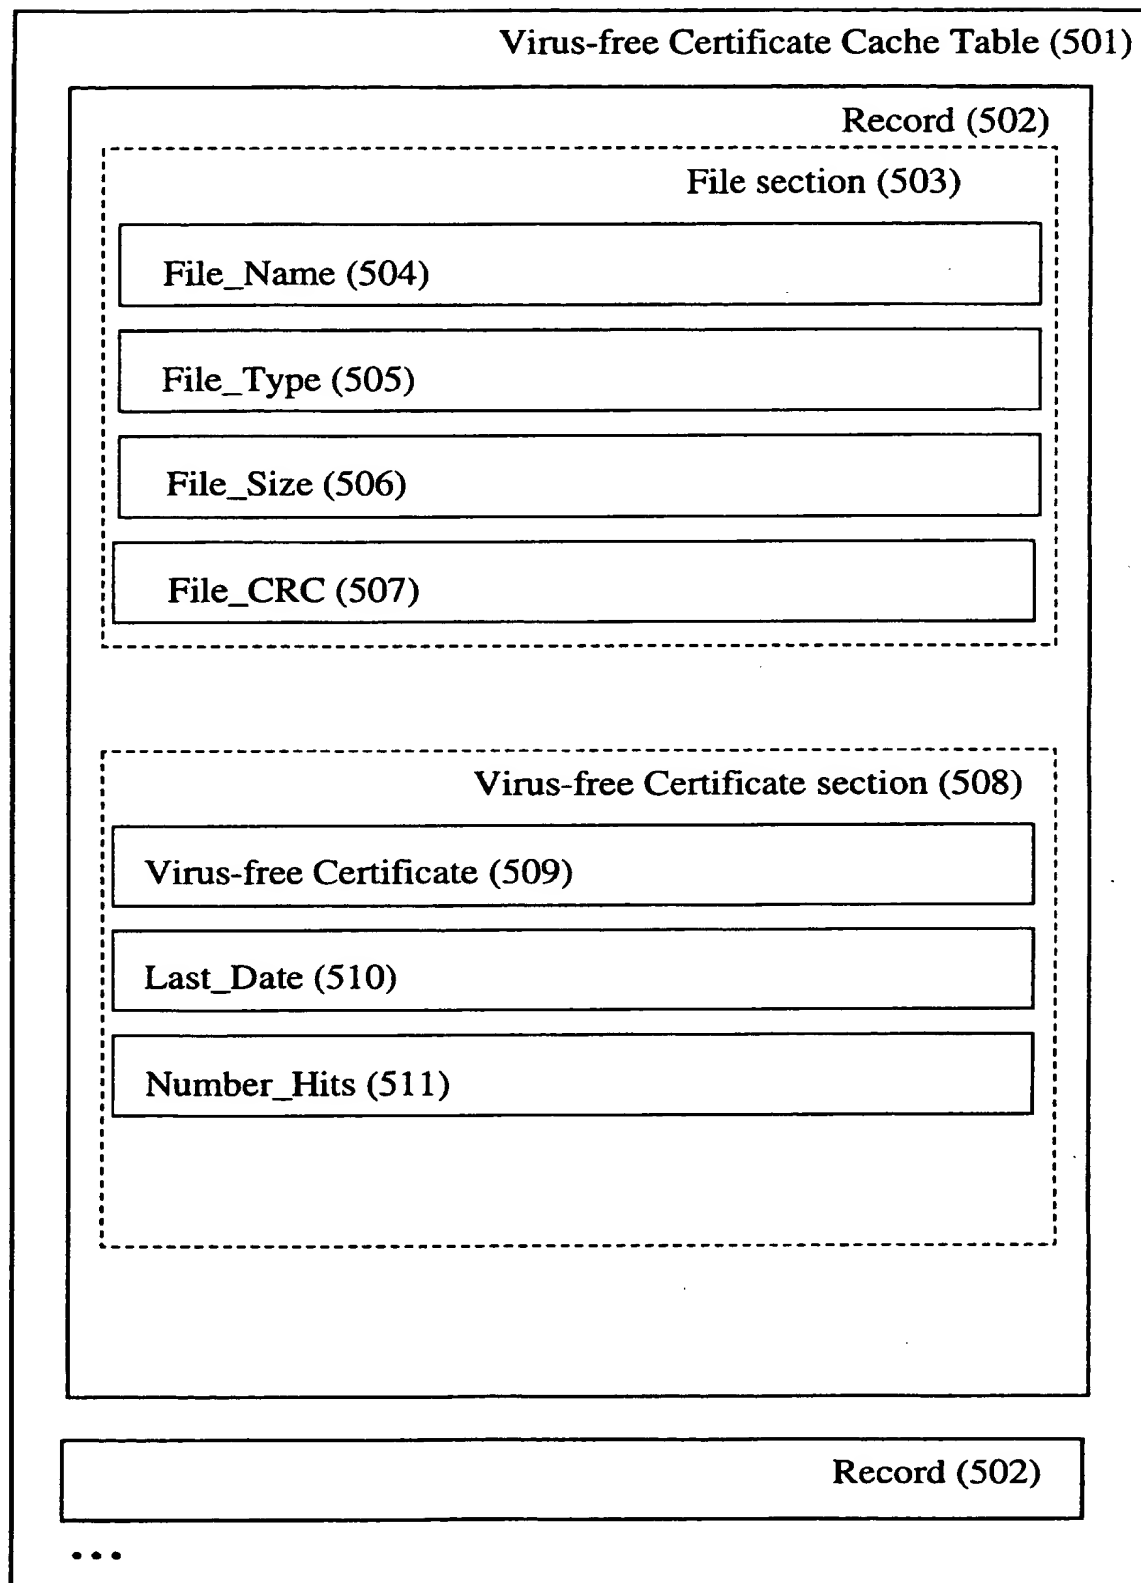 Virus-free Certificate Cache Table (501)
Record (502)
File section (503)
File_Name (504)
File_Type (505)
File_Size (506)
File_CRC (507)
Virus-free Certificate section (508)
Virus-free Certificate (509)
Last_Date (510)
Number_Hits (511)
Record (502)
...